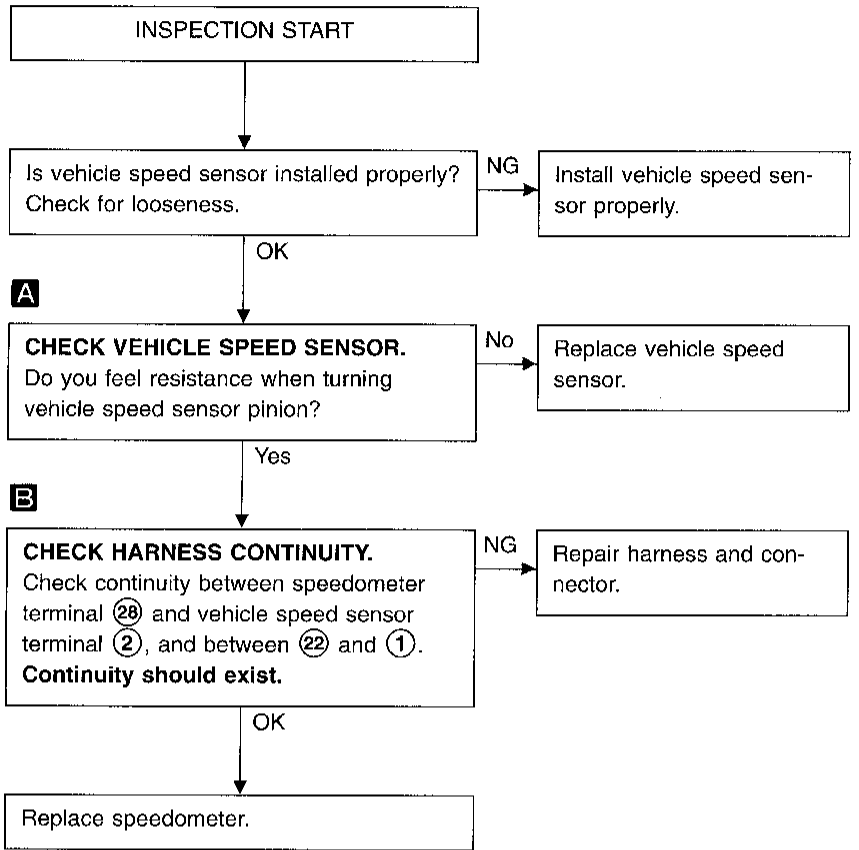 INSPECTION START
Is vehicle speed sensor installed properly?
Check for looseness.
NG
Install vehicle speed sen-
sor properly.
OK
A
CHECK VEHICLE SPEED SENSOR.
Do you feel resistance when turning
vehicle speed sensor pinion?
No
Replace vehicle speed
sensor.
Yes
B
CHECK HARNESS CONTINUITY.
Check continuity between speedometer
terminal 28 and vehicle speed sensor
terminal 2, and between 22 and 1.
Continuity should exist.
NG
Repair harness and con-
nector.
OK
Replace speedometer.